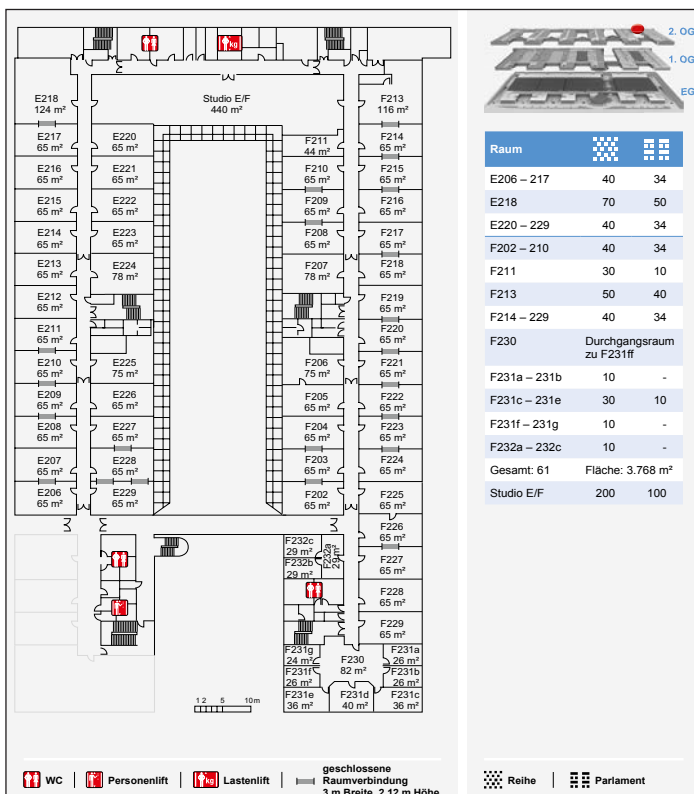 E218
124 m²
Studio E/F
440 m²
F213
116 m²
E217
65 m²
E220
65 m²
F211
44 m²
F214
65 m²
E216
65 m²
E221
65 m²
F210
65 m²
F215
65 m²
E215
65 m²
E222
65 m²
F209
65 m²
F216
65 m²
E214
65 m²
E223
65 m²
F208
65 m²
F217
65 m²
E213
65 m²
E224
78 m²
F207
78 m²
F218
65 m²
E212
65 m²
F219
65 m²
E211
65 m²
F220
65 m²
E210
65 m²
E225
75 m²
F206
75 m²
F221
65 m²
E209
65 m²
E226
65 m²
F205
65 m²
F222
65 m²
E208
65 m²
E227
65 m²
F204
65 m²
F223
65 m²
E207
65 m²
E228
65 m²
F203
65 m²
F224
65 m²
E206
65 m²
E229
65 m²
F202
65 m²
F225
65 m²
F226
65 m²
F232c
29 m²
F232b
29 m²
F232a
29 m²
F227
65 m²
F228
65 m²
F229
65 m²
F231g
24 m²
F230
82 m²
F231a
26 m²
F231f
26 m²
F231b
26 m²
F231e
36 m²
F231d
40 m²
F231c
36 m²
1 2 5 10m
kg
WC
Personenlift
kg
Lastenlift
geschlossene
Raumverbindung
3 m Breite, 2,12 m Höhe
2. OG
1. OG
EG
Raum
E206 – 217 40 34
E218 70 50
E220 – 229 40 34
F202 – 210 40 34
F211 30 10
F213 50 40
F214 – 229 40 34
F230 Durchgangsraum
zu F231ff
F231a – 231b 10 -
F231c – 231e 30 10
F231f – 231g 10 -
F232a – 232c 10 -
Gesamt: 61 Fläche: 3.768 m²
Studio E/F 200 100
Reihe
Parlament